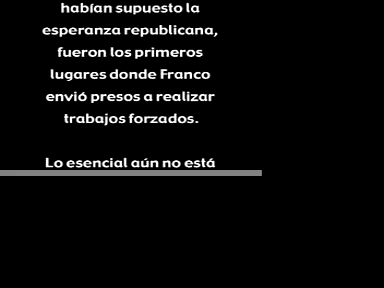 habían supuesto la
esperanza republicana,
fueron los primeros
lugares donde Franco
envió presos a realizar
trabajos forzados.
Lo esencial aún no está